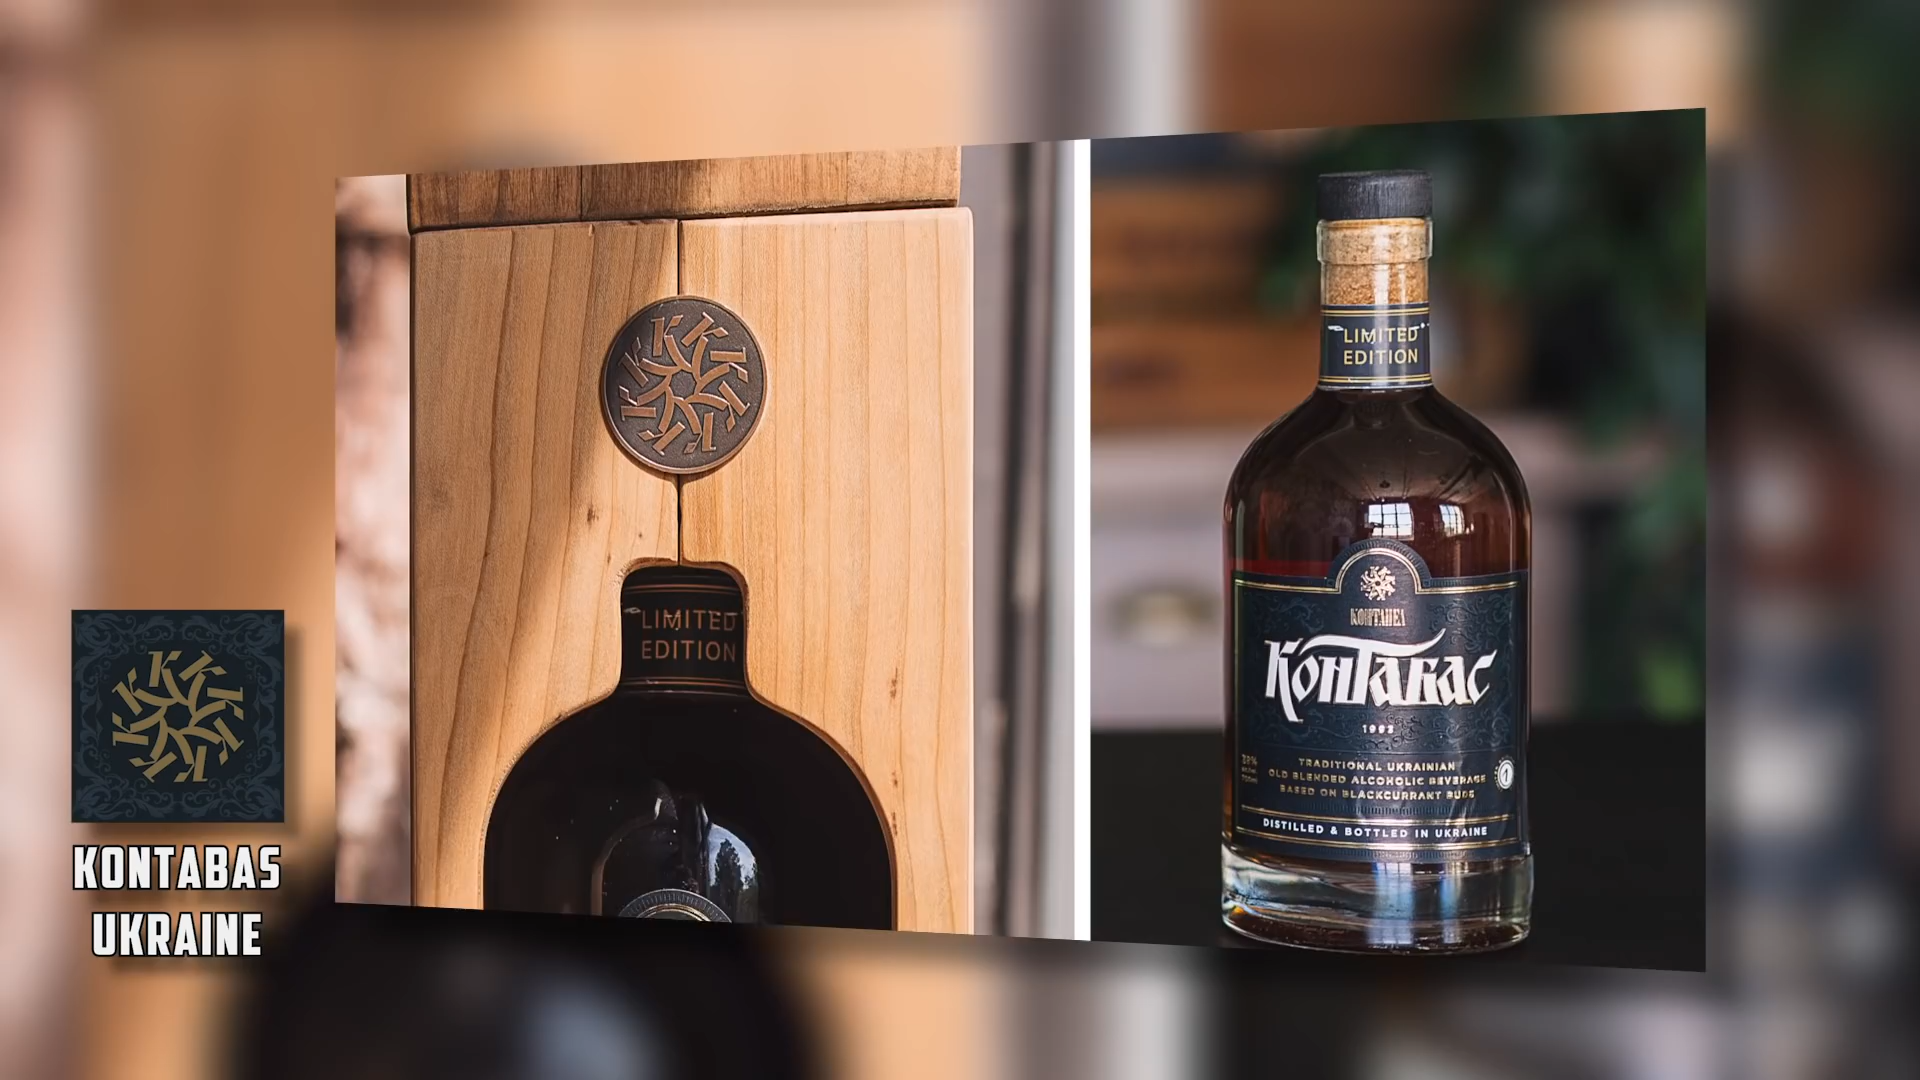 LIMITED
EDITION
LIMITED
EDITION
КонТабас
TRADITIONAL UKRAINIAN
OLD BLENDED ALCOHOLIC BEVERAGE
BASED ON BLACKCURRANT BUDS
DISTILLED & BOTTLED IN UKRAINE
KONTABAS
UKRAINE